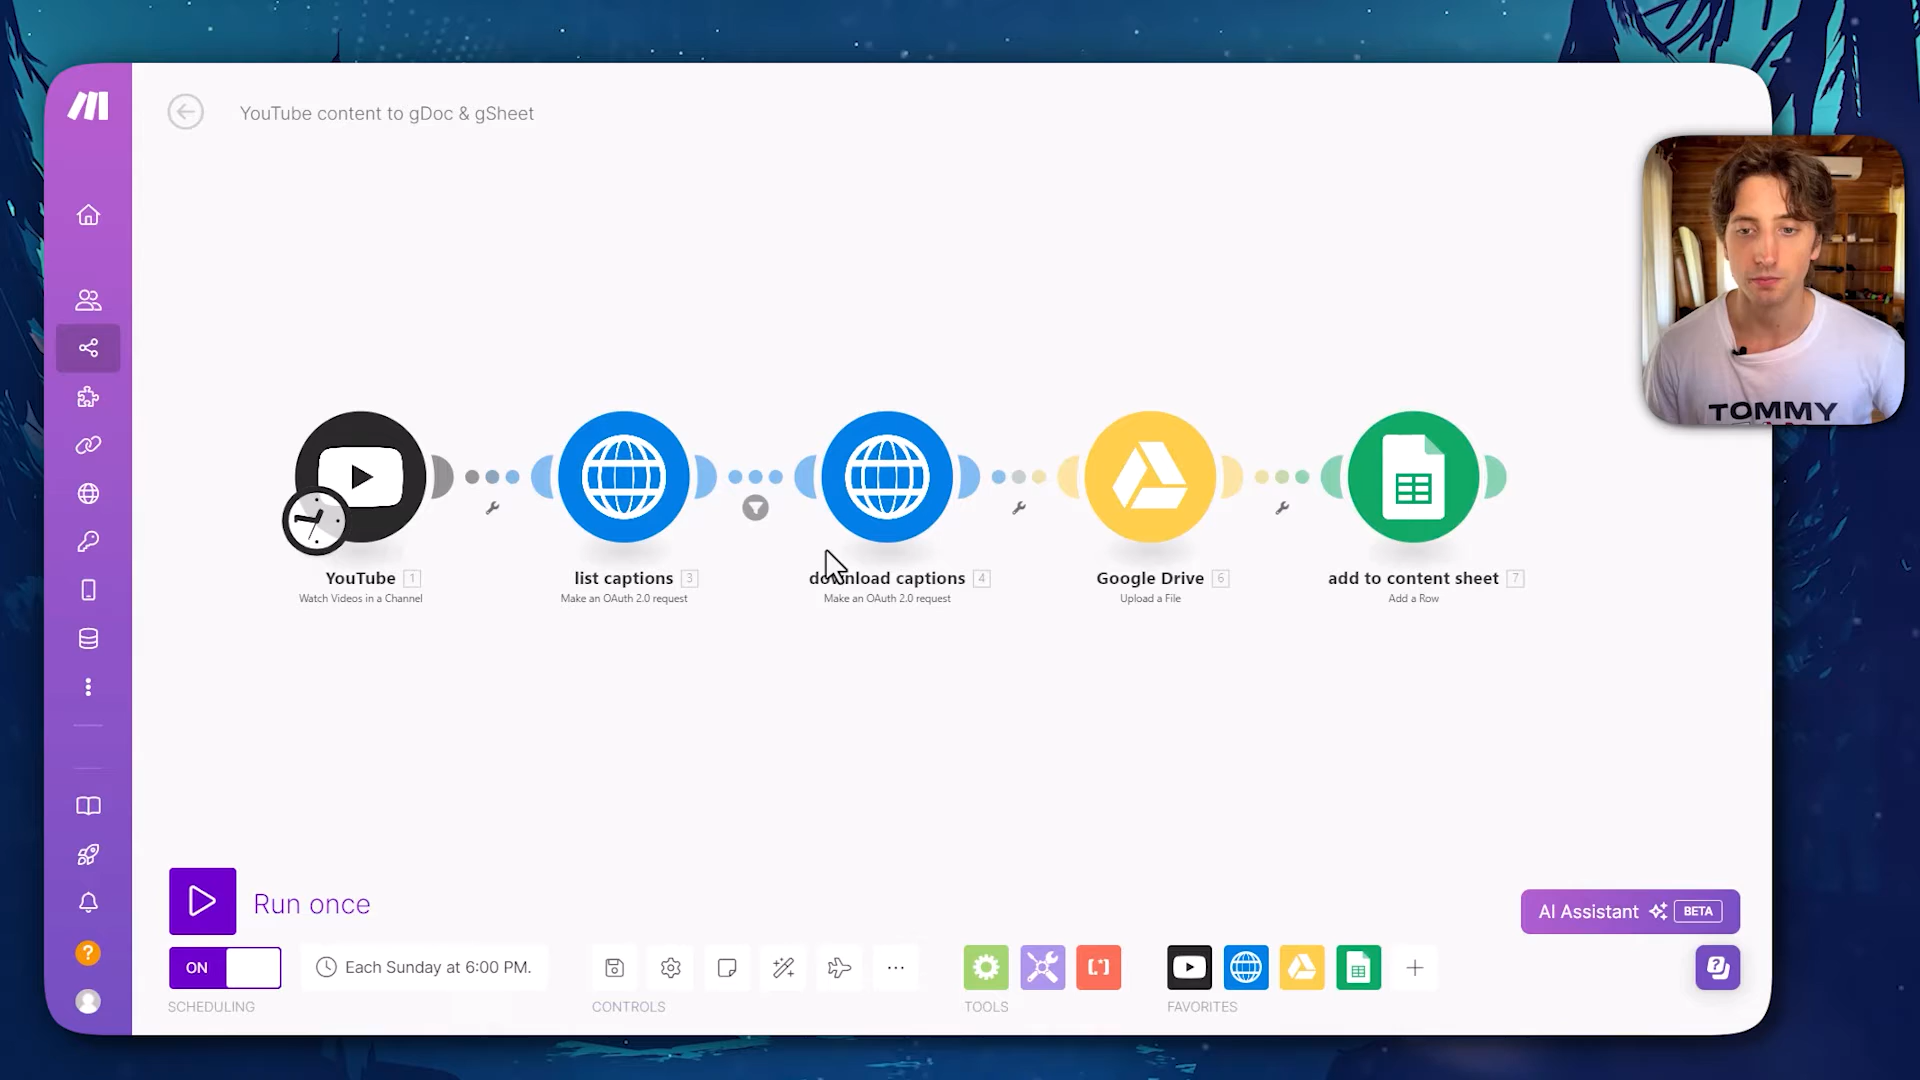 YouTube content to gDoc & gSheet
TOMMY
YouTube 1
Watch Videos in a Channel
list captions 3
Make an OAuth 2.0 request
download captions 4
Make an OAuth 2.0 request
Google Drive 6
Upload a File
add to content sheet 7
Add a Row
Run once
AI Assistant BETA
ON
Each Sunday at 6:00 PM.
SCHEDULING
CONTROLS
TOOLS
FAVORITES